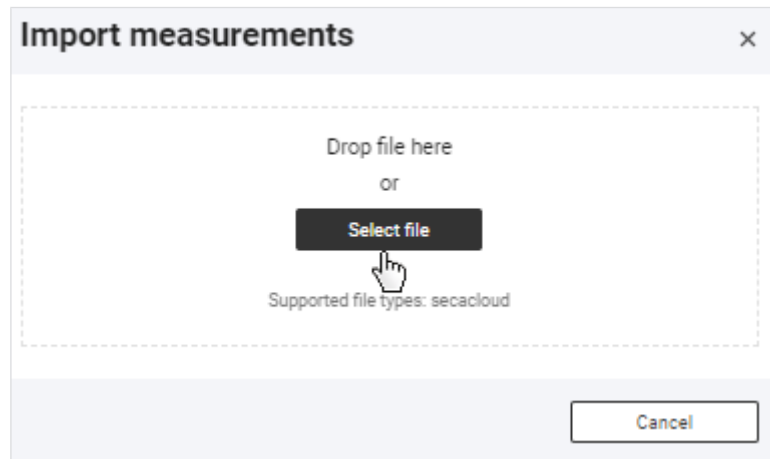 Import measurements
Drop file here
or
Select file
Supported file types: secacloud
Cancel